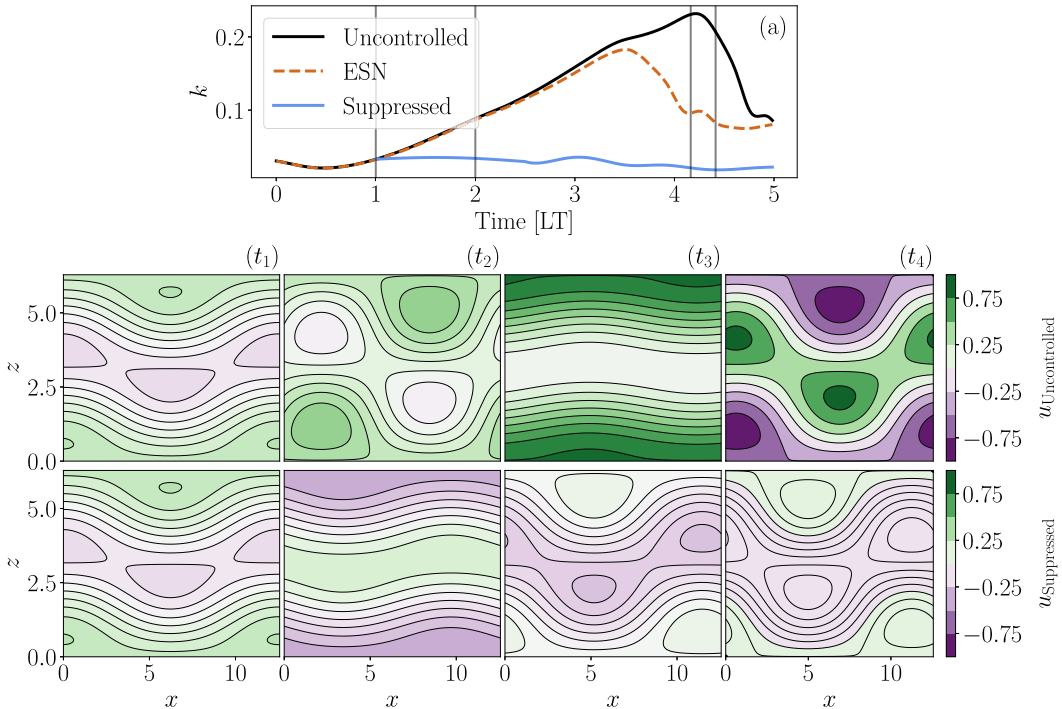 (a)
Uncontrolled
ESN
Suppressed
k
0.2
0.1
0 1 2 3 4 5
Time [LT]
(t₁) (t₂) (t₃) (t₄)
z
5.0
2.5
0.0
0.75
0.25
−0.25
−0.75
u_Uncontrolled
z
5.0
2.5
0.0
0.75
0.25
−0.25
−0.75
u_Suppressed
0 5 10 0 5 10 0 5 10 0 5 10
x x x x